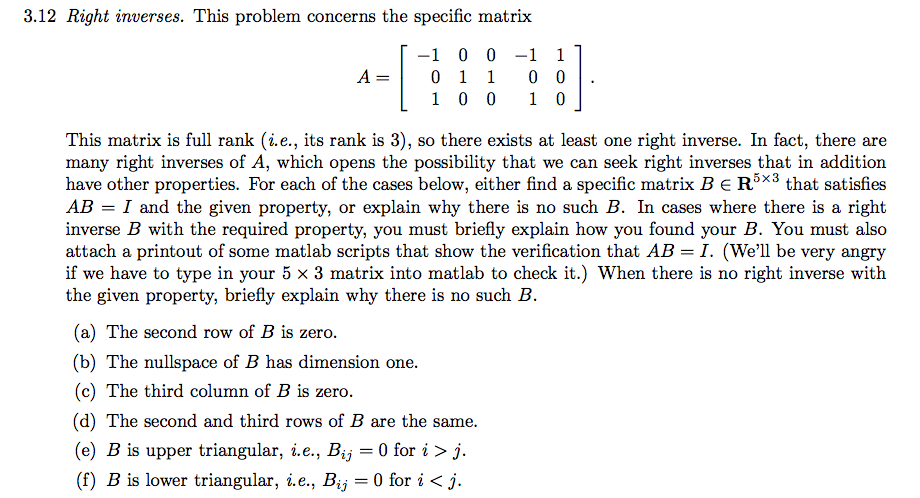 3.12 Right inverses. This problem concerns the specific matrix
A = [ −1 0 0 −1 1
0 1 1 0 0
1 0 0 1 0 ] .
This matrix is full rank (i.e., its rank is 3), so there exists at least one right inverse. In fact, there are
many right inverses of A, which opens the possibility that we can seek right inverses that in addition
have other properties. For each of the cases below, either find a specific matrix B ∈ R^{5×3} that satisfies
AB = I and the given property, or explain why there is no such B. In cases where there is a right
inverse B with the required property, you must briefly explain how you found your B. You must also
attach a printout of some matlab scripts that show the verification that AB = I. (We'll be very angry
if we have to type in your 5 × 3 matrix into matlab to check it.) When there is no right inverse with
the given property, briefly explain why there is no such B.
(a) The second row of B is zero.
(b) The nullspace of B has dimension one.
(c) The third column of B is zero.
(d) The second and third rows of B are the same.
(e) B is upper triangular, i.e., B_{ij} = 0 for i > j.
(f) B is lower triangular, i.e., B_{ij} = 0 for i < j.